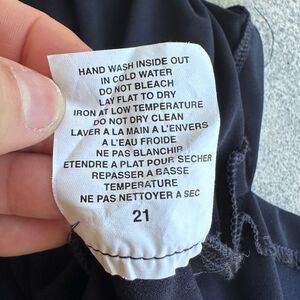 HAND WASH INSIDE OUT
IN COLD WATER
DO NOT BLEACH
LAY FLAT TO DRY
IRON AT LOW TEMPERATURE
DO NOT DRY CLEAN
LAVER A LA MAIN A L'ENVERS
A L'EAU FROIDE
NE PAS BLANCHIR
ETENDRE A PLAT POUR SECHER
REPASSER A BASSE
TEMPERATURE
NE PAS NETTOYER A SEC
21